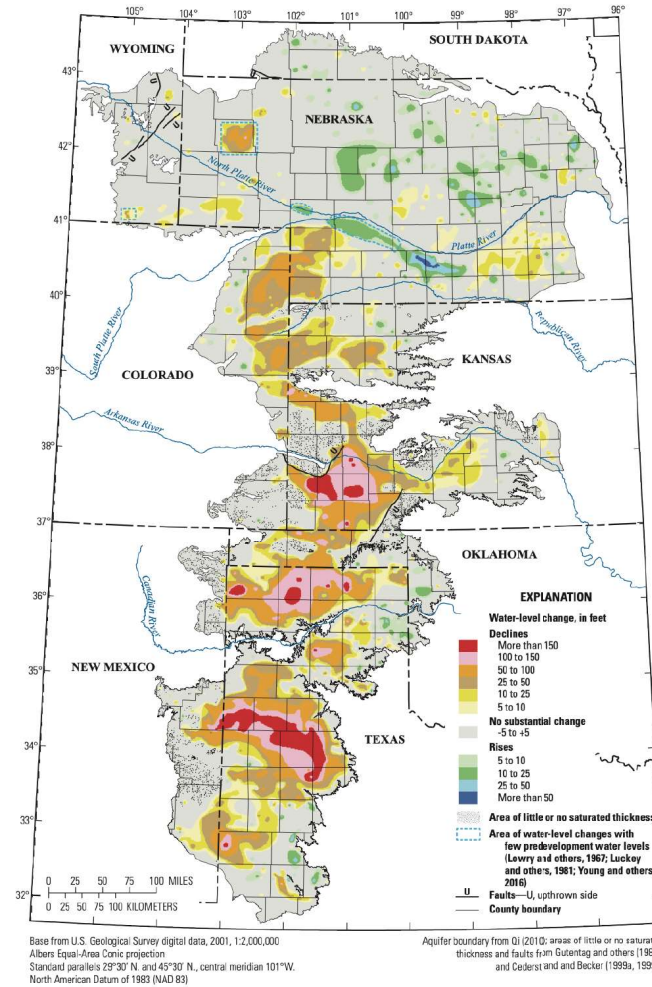 105° 104° 103° 102° 101° 100° 99° 98° 97° 96°
WYOMING
SOUTH DAKOTA
43°
U
U
U
NEBRASKA
42°
North Platte River
41°
Platte River
40°
South Platte River
Republican River
39°
COLORADO
KANSAS
Arkansas River
38°
U
37°
U
OKLAHOMA
36°
Canadian River
35°
NEW MEXICO
TEXAS
34°
33°
32°
EXPLANATION
Water-level change, in feet
Declines
More than 150
100 to 150
50 to 100
25 to 50
10 to 25
5 to 10
No substantial change
-5 to +5
Rises
5 to 10
10 to 25
25 to 50
More than 50
Area of little or no saturated thickness
Area of water-level changes with
few predevelopment water levels
(Lowry and others, 1967; Luckey
and others, 1981; Young and others
2016)
U Faults—U, upthrown side
County boundary
0 25 50 75 100 MILES
0 25 50 75 100 KILOMETERS
Base from U.S. Geological Survey digital data, 2001, 1:2,000,000
Albers Equal-Area Conic projection
Standard parallels 29°30' N. and 45°30' N., central meridian 101°W.
North American Datum of 1983 (NAD 83)
Aquifer boundary from Qi (2010; areas of little or no saturat
thickness and faults from Gutentag and others (198
and Cederst and and Becker (1999a, 199